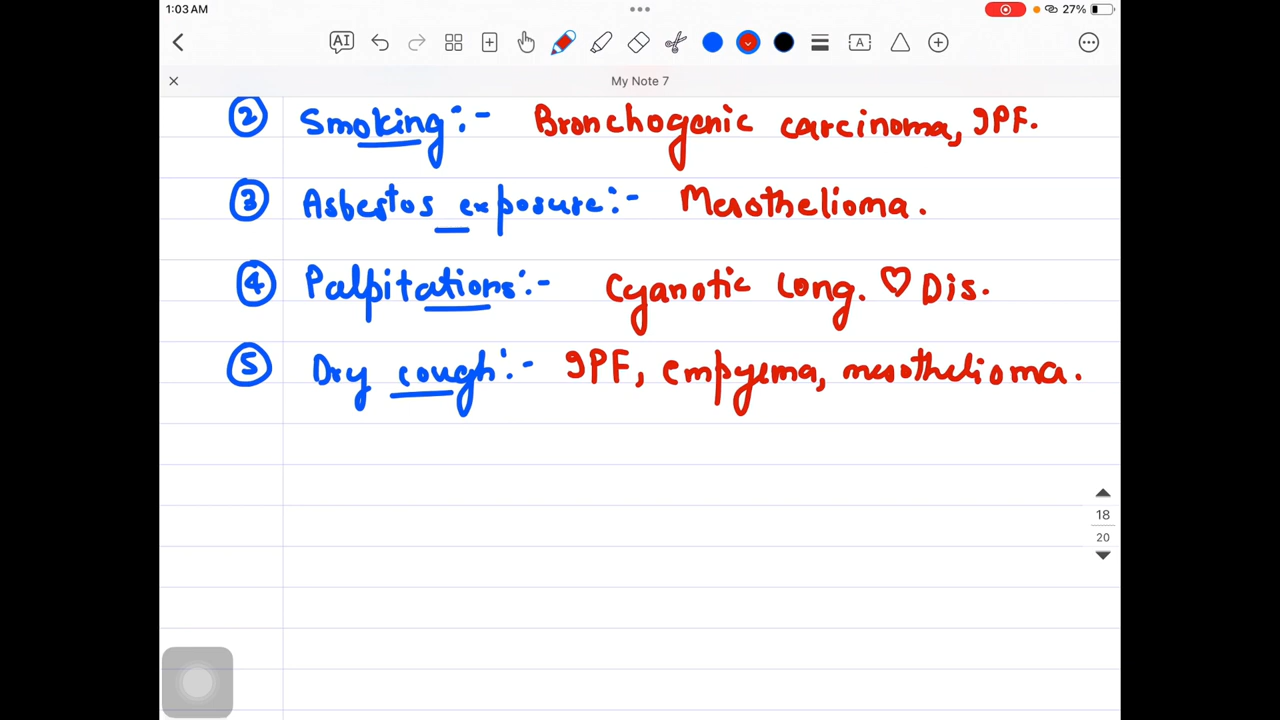 1:03 AM
27%
AI
A
My Note 7
② Smoking:- Bronchogenic carcinoma, IPF.
③ Asbestos exposure:- Mesothelioma.
④ Palpitations:- Cyanotic Cong. ♡ Dis.
⑤ Dry cough:- IPF, empyema, mesothelioma.
18
20